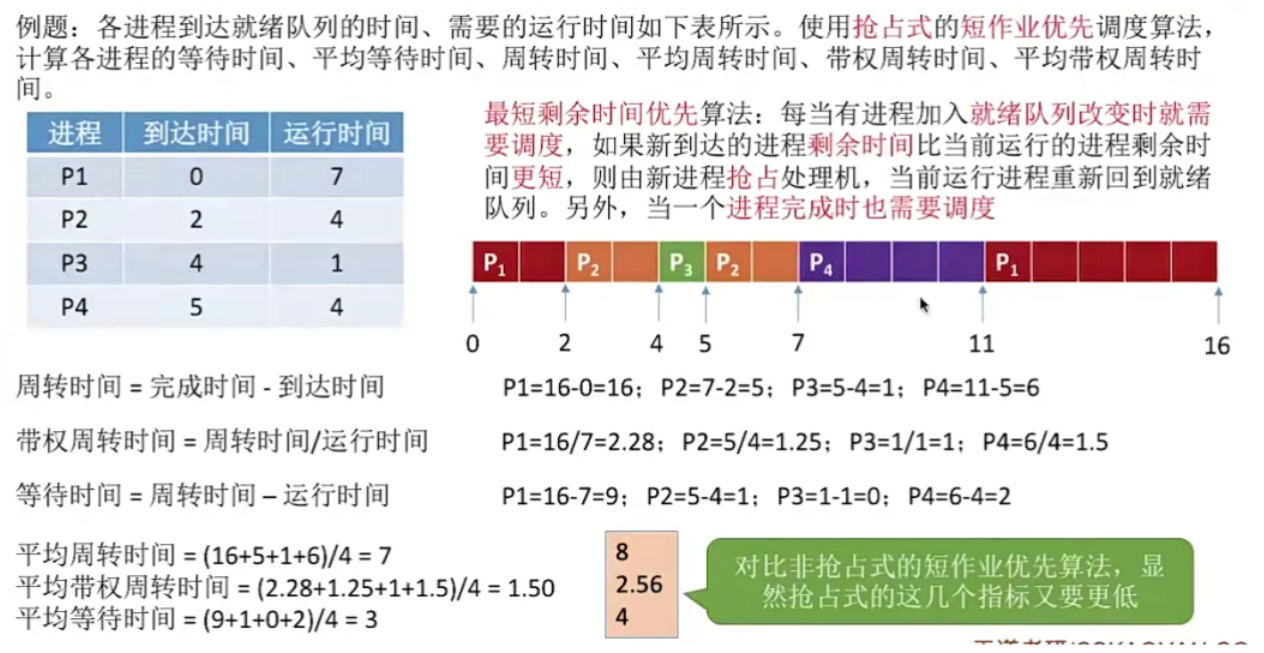 例题：各进程到达就绪队列的时间、需要的运行时间如下表所示。使用抢占式的短作业优先调度算法，
计算各进程的等待时间、平均等待时间、周转时间、平均周转时间、带权周转时间、平均带权周转时
间。
进程 到达时间 运行时间
P1 0 7
P2 2 4
P3 4 1
P4 5 4
最短剩余时间优先算法：每当有进程加入就绪队列改变时就需
要调度，如果新到达的进程剩余时间比当前运行的进程剩余时
间更短，则由新进程抢占处理机，当前运行进程重新回到就绪
队列。另外，当一个进程完成时也需要调度
P₁ P₂ P₃ P₂ P₄ P₁
0 2 4 5 7 11 16
周转时间 = 完成时间 - 到达时间 P1=16-0=16；P2=7-2=5；P3=5-4=1；P4=11-5=6
带权周转时间 = 周转时间/运行时间 P1=16/7=2.28；P2=5/4=1.25；P3=1/1=1；P4=6/4=1.5
等待时间 = 周转时间 – 运行时间 P1=16-7=9；P2=5-4=1；P3=1-1=0；P4=6-4=2
平均周转时间 = (16+5+1+6)/4 = 7
平均带权周转时间 = (2.28+1.25+1+1.5)/4 = 1.50
平均等待时间 = (9+1+0+2)/4 = 3
8
2.56
4
对比非抢占式的短作业优先算法，显
然抢占式的这几个指标又要更低